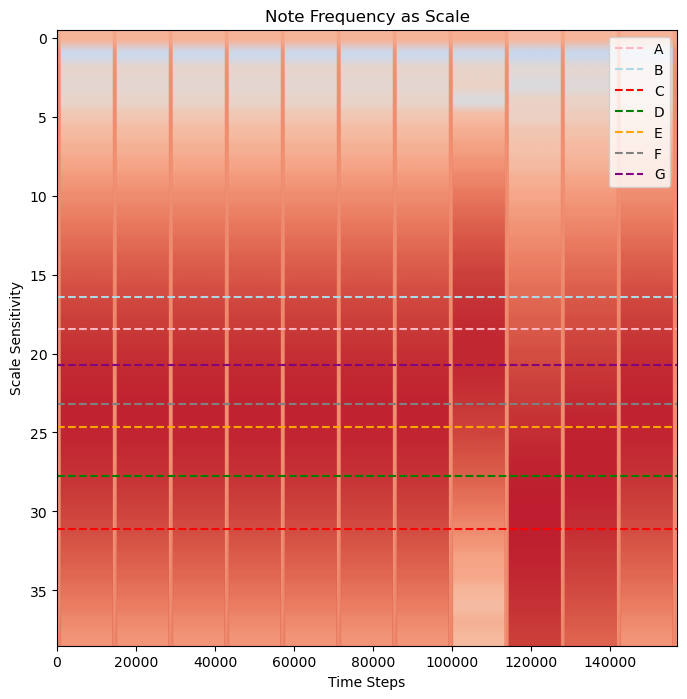 Note Frequency as Scale
A
B
C
D
E
F
G
Scale Sensitivity
0
5
10
15
20
25
30
35
0 20000 40000 60000 80000 100000 120000 140000
Time Steps